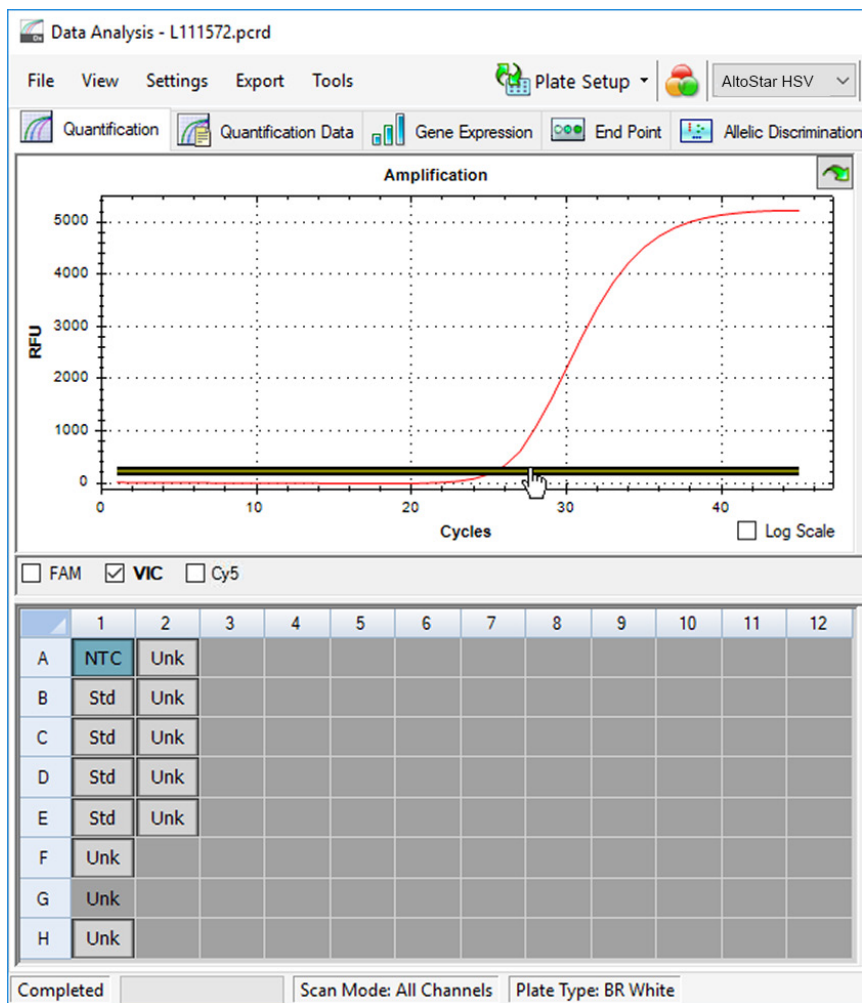 Data Analysis - L111572.pcrd
File View Settings Export Tools Plate Setup AltoStar HSV
Quantification Quantification Data Gene Expression End Point Allelic Discrimination
Amplification
5000
4000
3000
RFU
2000
1000
0
0 10 20 30 40
Cycles
Log Scale
FAM VIC Cy5
1 2 3 4 5 6 7 8 9 10 11 12
A NTC Unk
B Std Unk
C Std Unk
D Std Unk
E Std Unk
F Unk
G Unk
H Unk
Completed Scan Mode: All Channels Plate Type: BR White